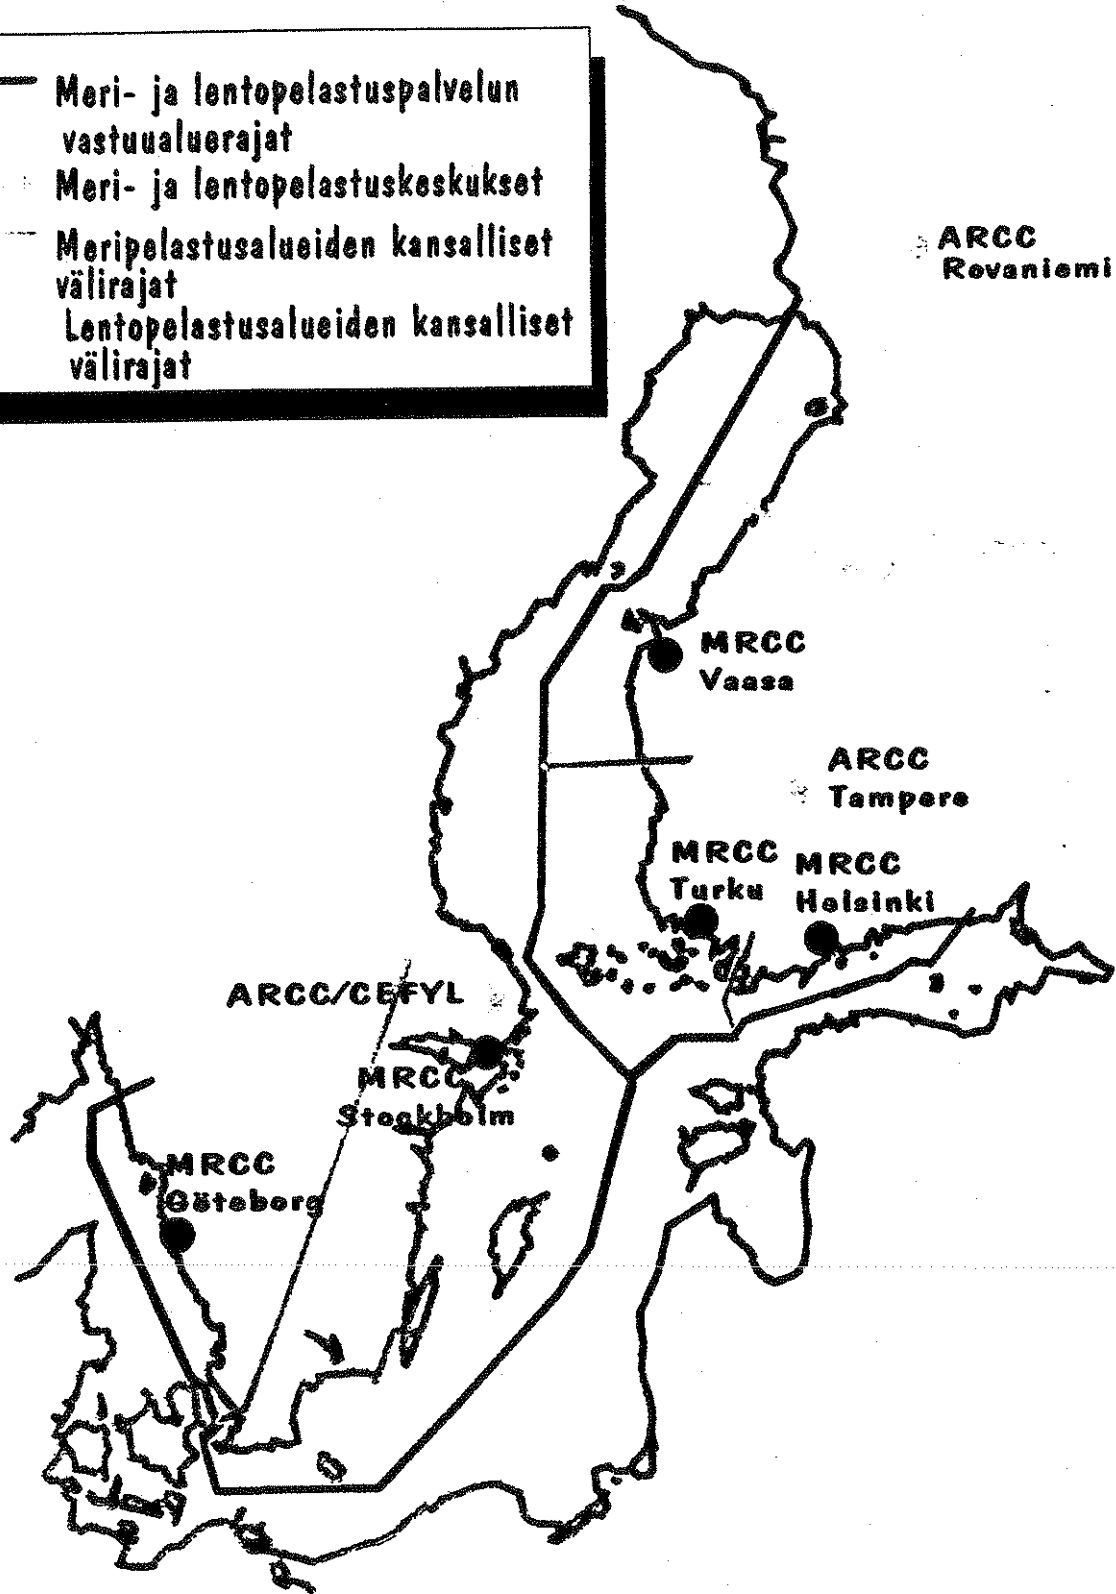 Meri- ja lentopelastuspalvelun
vastuualuerajat
Meri- ja lentopelastuskeskukset
Meripelastusalueiden kansalliset
välirajat
Lentopelastusalueiden kansalliset
välirajat
ARCC
Rovaniemi
MRCC
Vaasa
ARCC
Tampere
MRCC
Turku
MRCC
Helsinki
ARCC/CEFYL
MRCC
Stockholm
MRCC
Göteborg